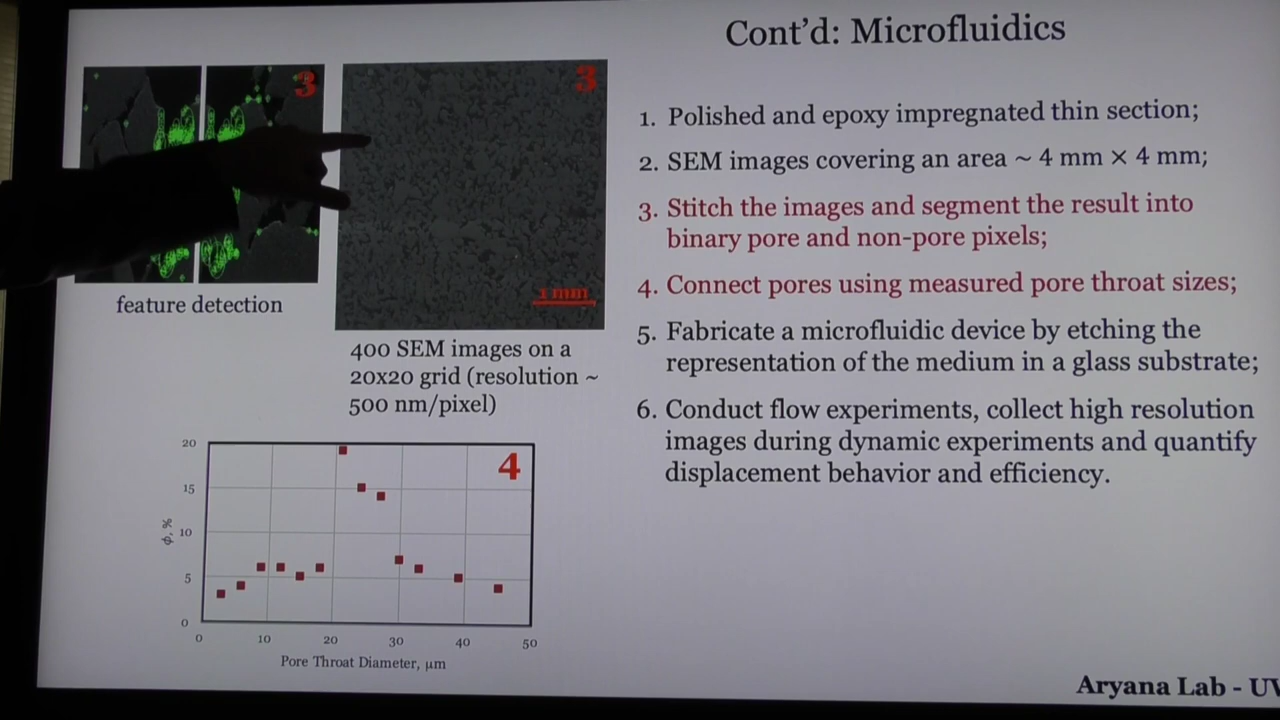 Cont'd: Microfluidics
3
3
feature detection
1 mm
400 SEM images on a
20x20 grid (resolution ~
500 nm/pixel)
1. Polished and epoxy impregnated thin section;
2. SEM images covering an area ~ 4 mm × 4 mm;
3. Stitch the images and segment the result into
binary pore and non-pore pixels;
4. Connect pores using measured pore throat sizes;
5. Fabricate a microfluidic device by etching the
representation of the medium in a glass substrate;
6. Conduct flow experiments, collect high resolution
images during dynamic experiments and quantify
displacement behavior and efficiency.
4
ϕ, %
20
15
10
5
0
0 10 20 30 40 50
Pore Throat Diameter, μm
Aryana Lab - UV